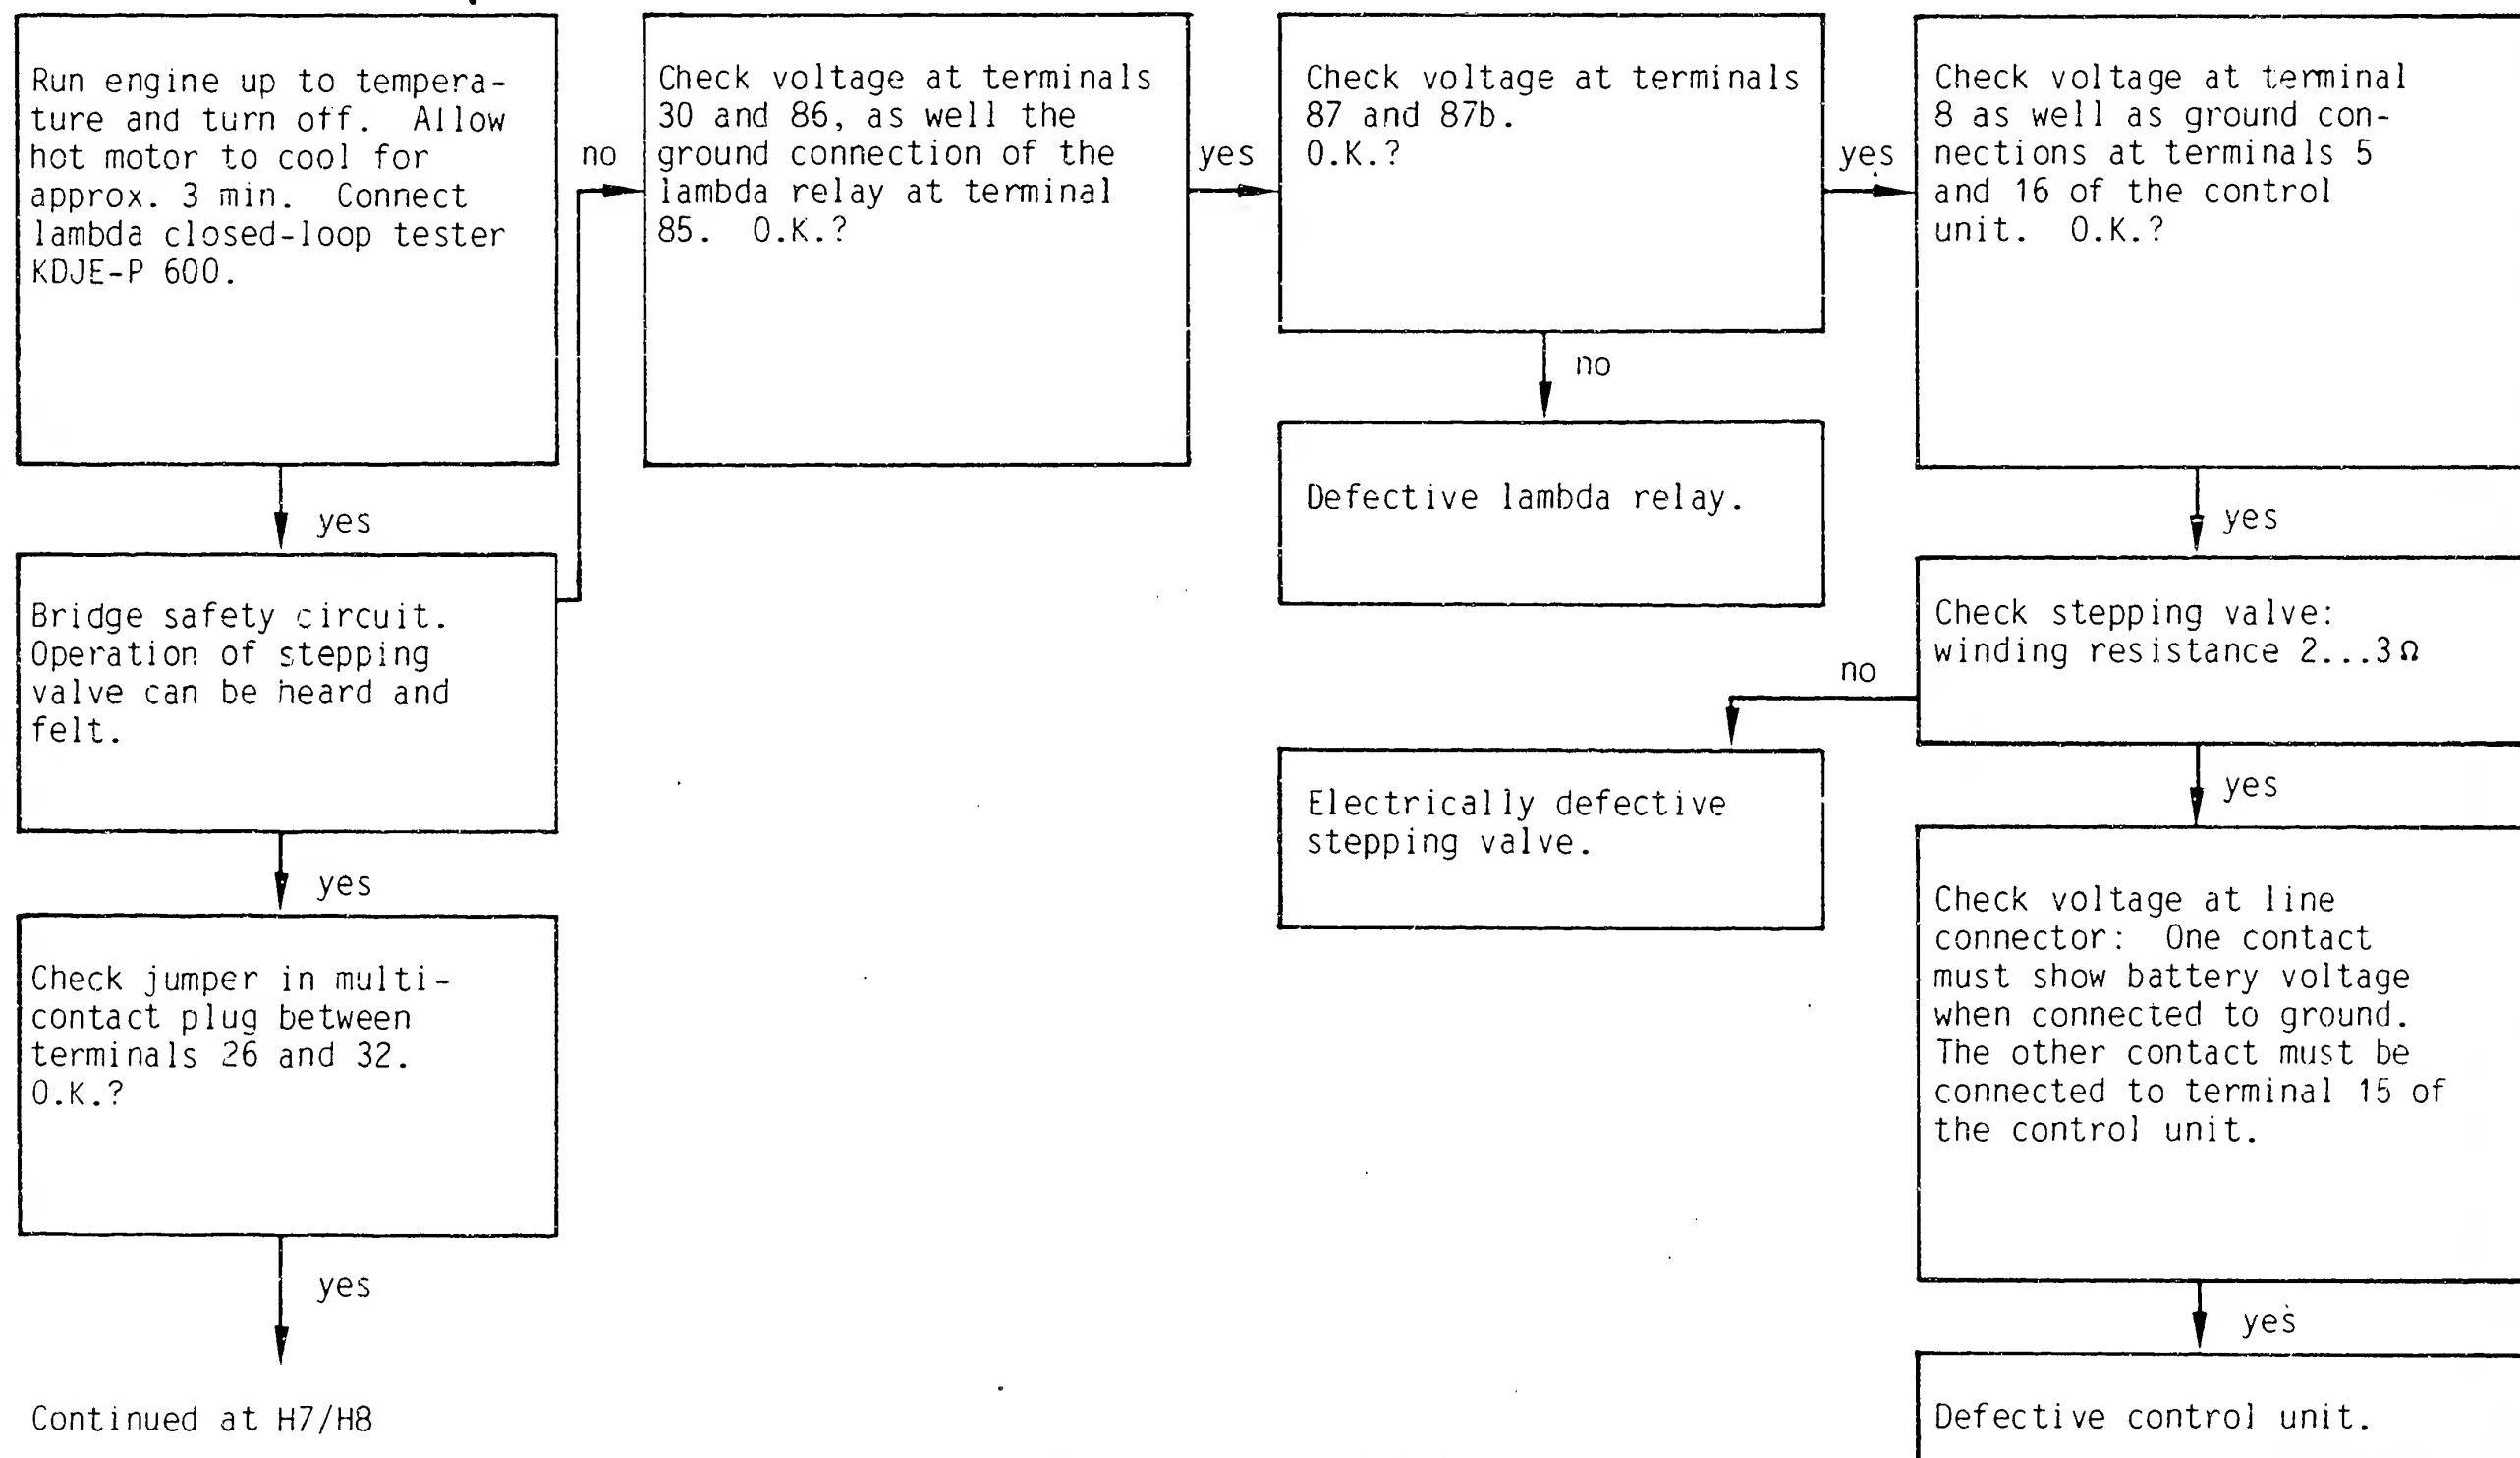 Run engine up to tempera-
ture and turn off. Allow
hot motor to cool for
approx. 3 min. Connect
lambda closed-loop tester
KDJE-P 600.
yes
Bridge safety circuit.
Operation of stepping
valve can be heard and
felt.
yes
Check jumper in multi-
contact plug between
terminals 26 and 32.
O.K.?
yes
Continued at H7/H8
no
Check voltage at terminals
30 and 86, as well the
ground connection of the
lambda relay at terminal
85. O.K.?
yes
Check voltage at terminals
87 and 87b.
O.K.?
no
Defective lambda relay.
yes
Check voltage at terminal
8 as well as ground con-
nections at terminals 5
and 16 of the control
unit. O.K.?
yes
Check stepping valve:
winding resistance 2...3Ω
no
Electrically defective
stepping valve.
yes
Check voltage at line
connector: One contact
must show battery voltage
when connected to ground.
The other contact must be
connected to terminal 15 of
the control unit.
yes
Defective control unit.